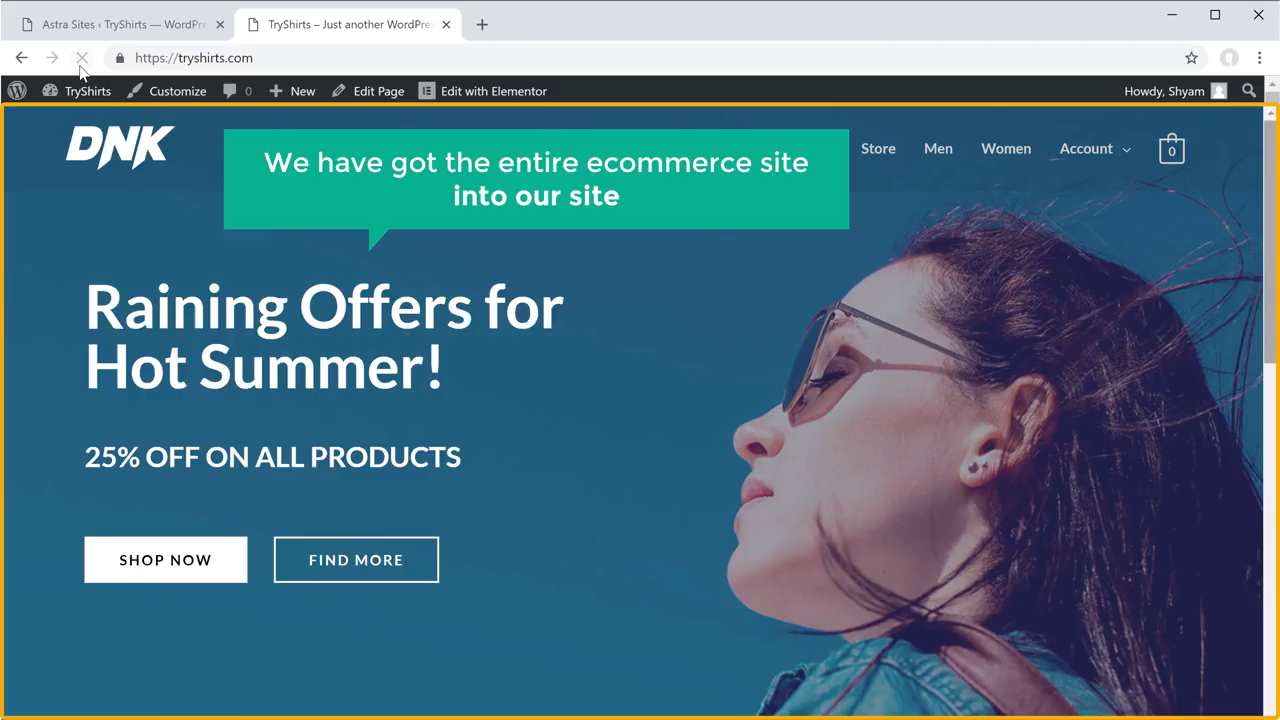 Astra Sites ‹ TryShirts — WordPre
TryShirts – Just another WordPre
https://tryshirts.com
TryShirts Customize 0 New Edit Page Edit with Elementor Howdy, Shyam
DNK
Store Men Women Account 0
We have got the entire ecommerce site
into our site
Raining Offers for
Hot Summer!
25% OFF ON ALL PRODUCTS
SHOP NOW FIND MORE